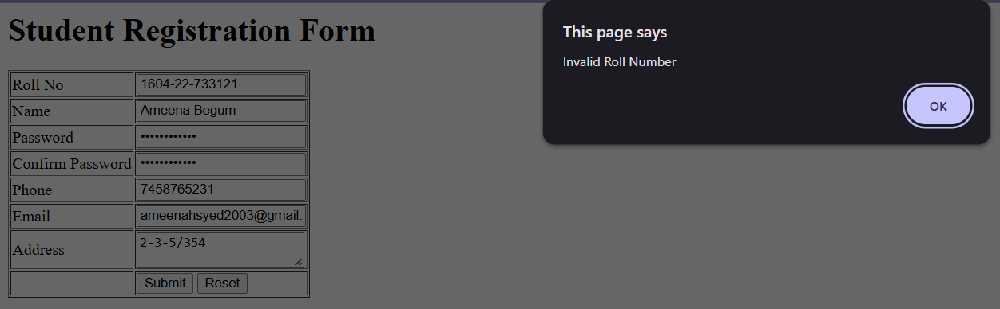 Student Registration Form
This page says
Invalid Roll Number
OK
Roll No 1604-22-733121
Name Ameena Begum
Password ••••••••••••
Confirm Password ••••••••••••
Phone 7458765231
Email ameenahsyed2003@gmail.
Address 2-3-5/354
Submit Reset